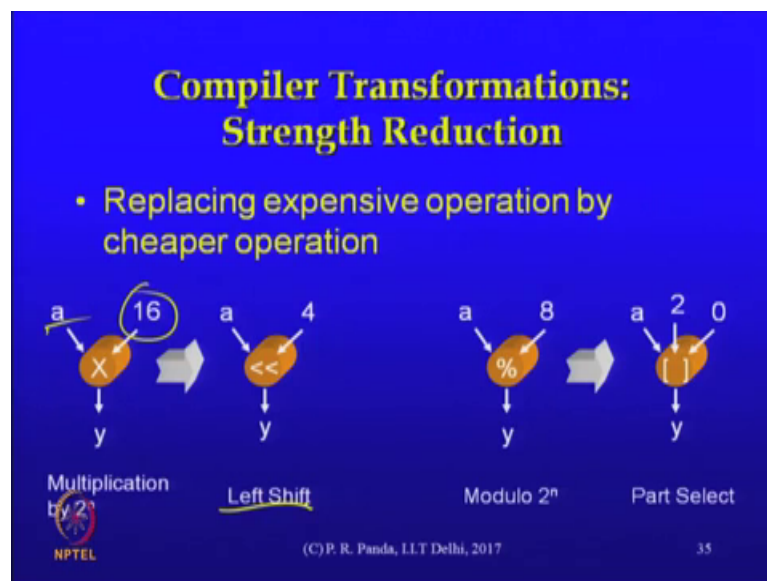 Compiler Transformations:
Strength Reduction
• Replacing expensive operation by
cheaper operation
a 16 a 4 a 8 a 2 0
X << % [ ]
y y y y
Multiplication
by 2ⁿ
Left Shift
Modulo 2ⁿ
Part Select
NPTEL
(C) P. R. Panda, I.I.T Delhi, 2017
35